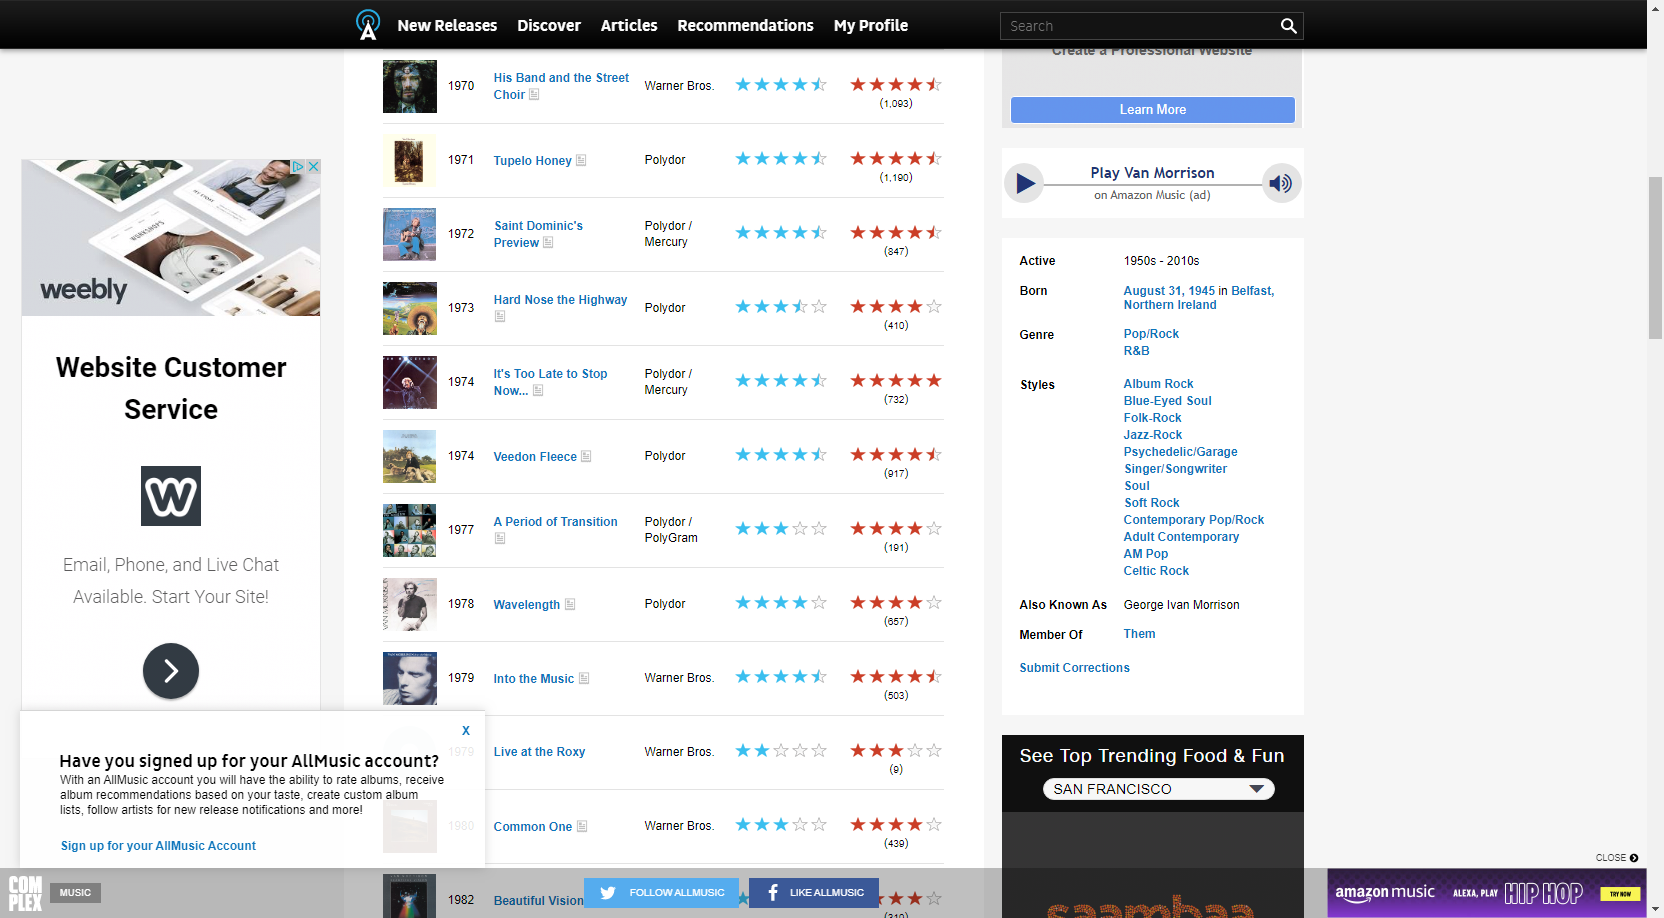 New Releases Discover Articles Recommendations My Profile Search
Create a Professional Website
Learn More
1970 His Band and the Street Choir Warner Bros. (1,093)
1971 Tupelo Honey Polydor (1,190)
1972 Saint Dominic's Preview Polydor / Mercury (847)
1973 Hard Nose the Highway Polydor (410)
1974 It's Too Late to Stop Now... Polydor / Mercury (732)
1974 Veedon Fleece Polydor (917)
1977 A Period of Transition Polydor / PolyGram (191)
1978 Wavelength Polydor (667)
1979 Into the Music Warner Bros. (503)
1979 Live at the Roxy Warner Bros. (9)
1980 Common One Warner Bros. (439)
1982 Beautiful Vision (310)
WORKSHOPS
weebly
Website Customer
Service
W
Email, Phone, and Live Chat
Available. Start Your Site!
X
Have you signed up for your AllMusic account?
With an AllMusic account you will have the ability to rate albums, receive
album recommendations based on your taste, create custom album
lists, follow artists for new release notifications and more!
Sign up for your AllMusic Account
Play Van Morrison
on Amazon Music (ad)
Active 1950s - 2010s
Born August 31, 1945 in Belfast,
Northern Ireland
Genre Pop/Rock
R&B
Styles Album Rock
Blue-Eyed Soul
Folk-Rock
Jazz-Rock
Psychedelic/Garage
Singer/Songwriter
Soul
Soft Rock
Contemporary Pop/Rock
Adult Contemporary
AM Pop
Celtic Rock
Also Known As George Ivan Morrison
Member Of Them
Submit Corrections
See Top Trending Food & Fun
SAN FRANCISCO
saambaa
CLOSE
COMPLEX
MUSIC
FOLLOW ALLMUSIC
LIKE ALLMUSIC
amazon music ALEXA, PLAY HIP HOP TRY NOW